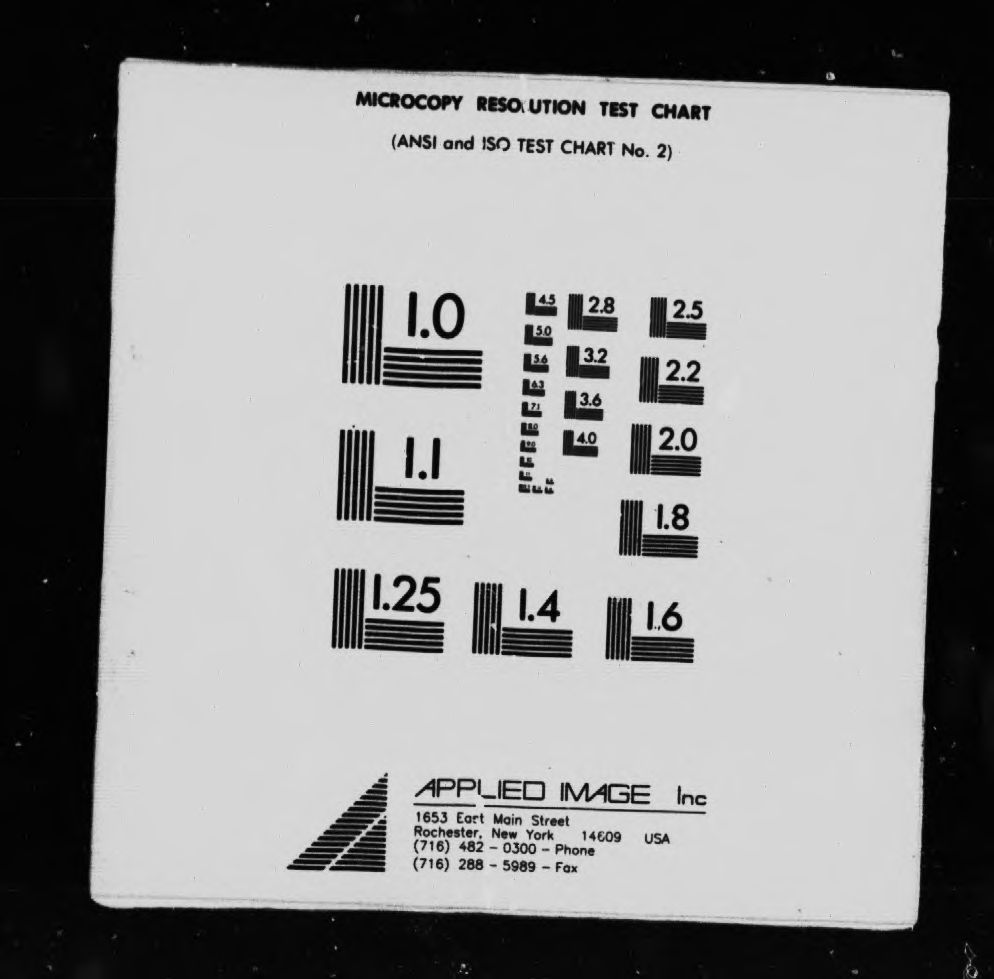 MICROCOPY RESOLUTION TEST CHART
(ANSI and ISO TEST CHART No. 2)
1.0
4.5
2.8
2.5
5.0
5.6
3.2
2.2
6.3
3.6
7.1
8.0
4.0
2.0
9.0
1.1
1.8
1.25
1.4
1.6
APPLIED IMAGE Inc
1653 East Main Street
Rochester, New York 14609 USA
(716) 482 - 0300 - Phone
(716) 288 - 5989 - Fax